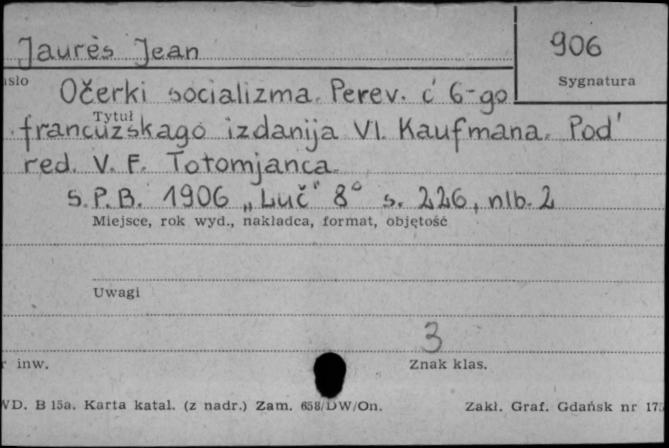 Jaurès Jean
906
Sygnatura
Očerki socializma. Perev. ć 6-go
Tytuł
francuzskago izdanija Vl. Kaufmana. Pod'
red. V. F. Totomjanca.
S.P.B. 1906 „Luč" 8° s. 226, nlb. 2
Miejsce, rok wyd., nakładca, format, objętość
Uwagi
3
inw.
Znak klas.
B 15a. Karta katal. (z nadr.) Zam. 658/DW/On.
Zakł. Graf. Gdańsk nr